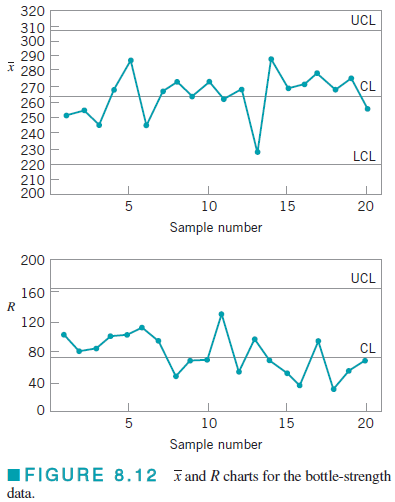 320
310
300
290
280
270
260
250
240
230
220
210
200
x̄
UCL
CL
LCL
5 10 15 20
Sample number
200
160
120
80
40
0
R
UCL
CL
5 10 15 20
Sample number
■ FIGURE 8.12 x̄ and R charts for the bottle-strength
data.